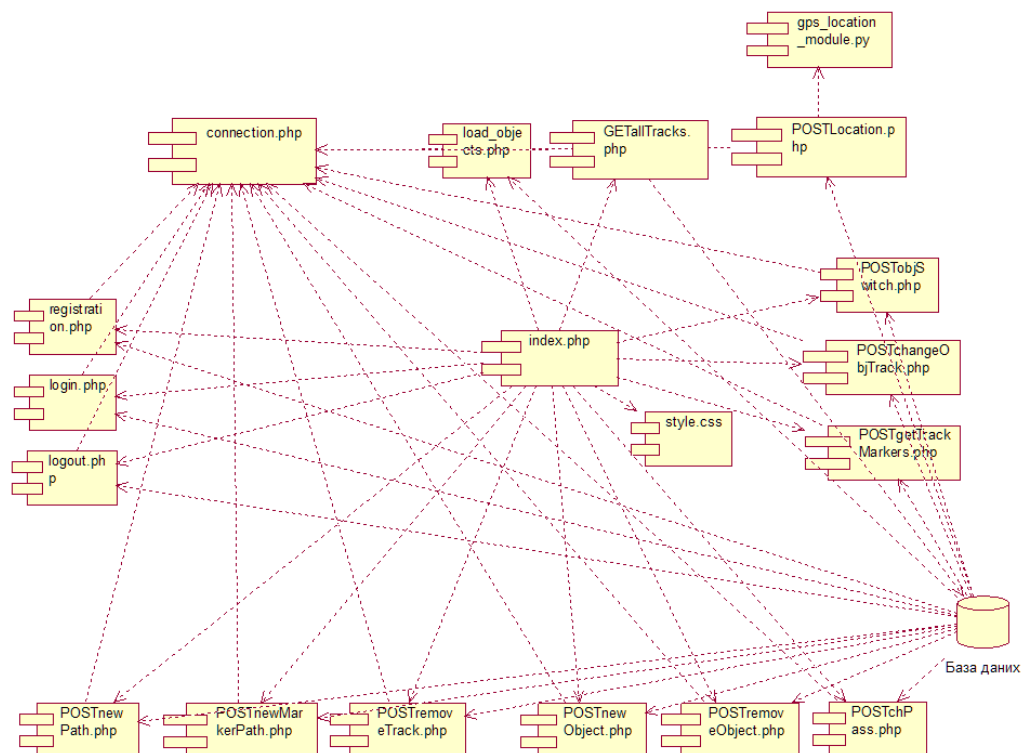 gps_location
_module.py
connection.php
load_obje
cts.php
GETallTracks.
php
POSTLocation.p
hp
POSTobjS
witch.php
registrati
on.php
index.php
POSTchangeO
bjTrack.php
login.php
style.css
POSTgetTrack
Markers.php
logout.ph
p
База даних
POSTnew
Path.php
POSTnewMar
kerPath.php
POSTremov
eTrack.php
POSTnew
Object.php
POSTremov
eObject.php
POSTchP
ass.php